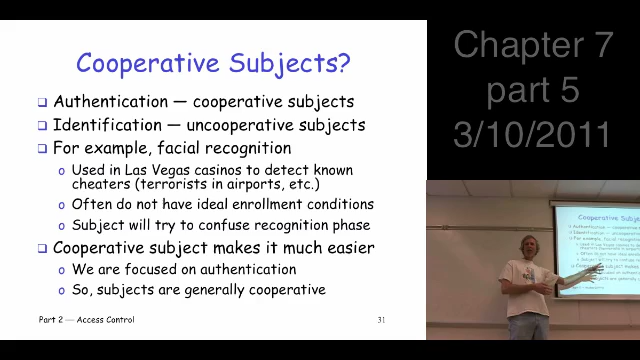 Cooperative Subjects?
Authentication — cooperative subjects
Identification — uncooperative subjects
For example, facial recognition
Used in Las Vegas casinos to detect known
cheaters (terrorists in airports, etc.)
Often do not have ideal enrollment conditions
Subject will try to confuse recognition phase
Cooperative subject makes it much easier
We are focused on authentication
So, subjects are generally cooperative
Part 2 — Access Control
31
Chapter 7
part 5
3/10/2011
Cooperative Su